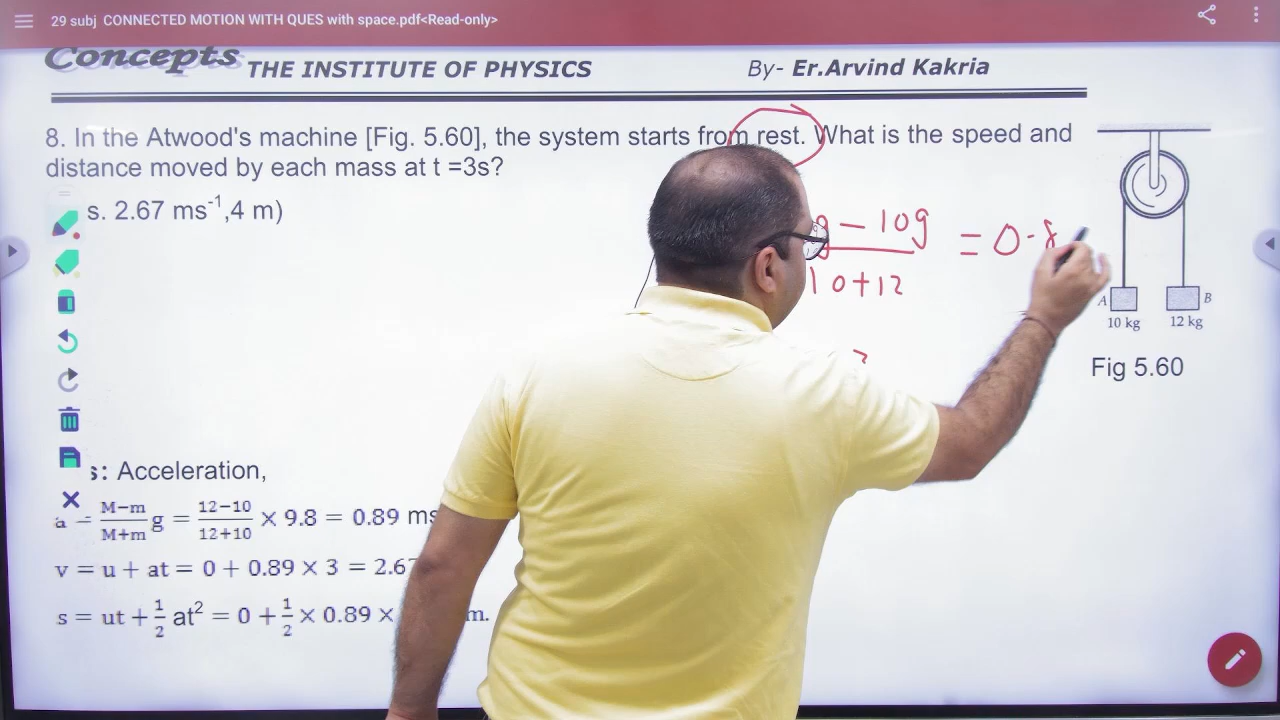 29 subj CONNECTED MOTION WITH QUES with space.pdf<Read-only>
Concepts THE INSTITUTE OF PHYSICS By- Er.Arvind Kakria
8. In the Atwood's machine [Fig. 5.60], the system starts from rest. What is the speed and
distance moved by each mass at t =3s?
s. 2.67 ms⁻¹,4 m)
g − 10g
10+12
= 0.8
A B
10 kg 12 kg
Fig 5.60
s: Acceleration,
a = M−m/M+m g = 12−10/12+10 × 9.8 = 0.89 ms
v = u + at = 0 + 0.89 × 3 = 2.67
s = ut + 1/2 at² = 0 + 1/2 × 0.89 × m.